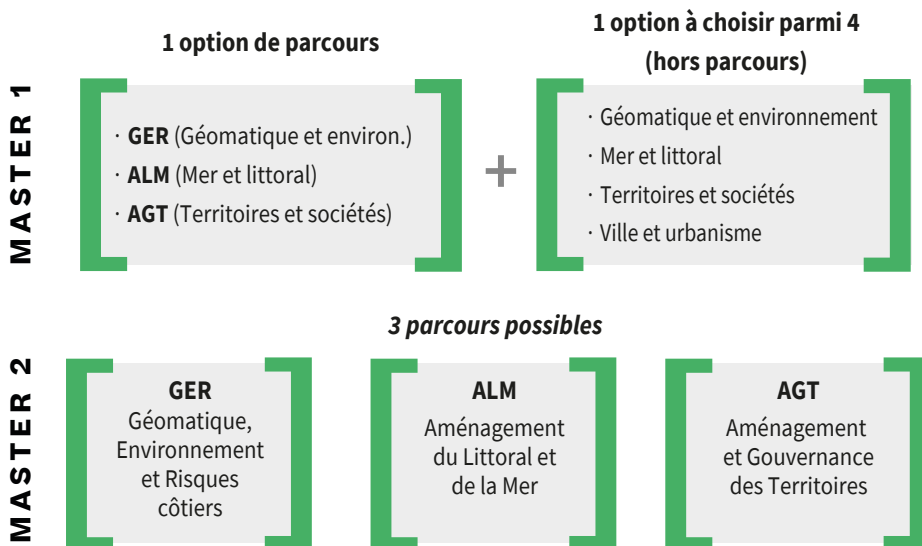 MASTER 1
1 option de parcours
· GER (Géomatique et environ.)
· ALM (Mer et littoral)
· AGT (Territoires et sociétés)
+
1 option à choisir parmi 4
(hors parcours)
· Géomatique et environnement
· Mer et littoral
· Territoires et sociétés
· Ville et urbanisme
MASTER 2
3 parcours possibles
GER
Géomatique,
Environnement
et Risques
côtiers
ALM
Aménagement
du Littoral et
de la Mer
AGT
Aménagement
et Gouvernance
des Territoires